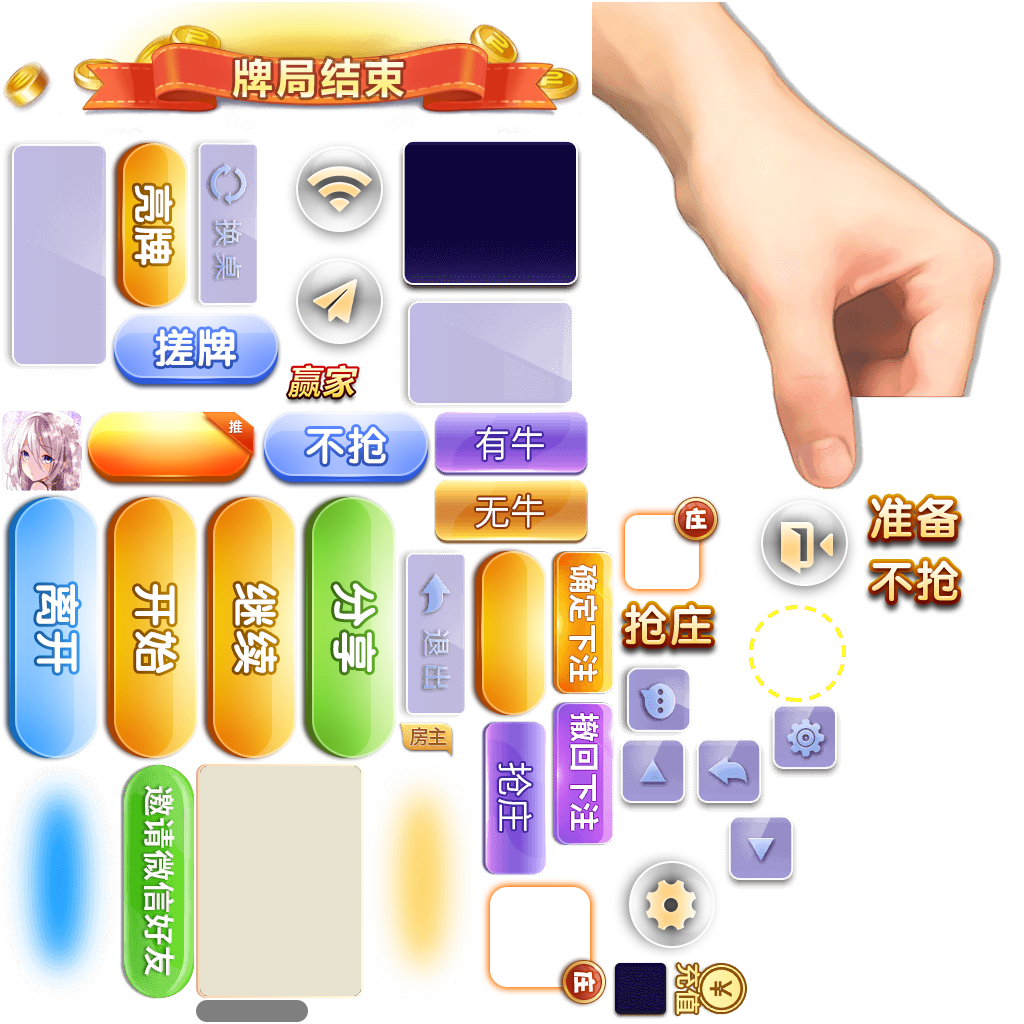 牌局结束
亮牌
换桌
搓牌
赢家
推
不抢
有牛
无牛
庄
准备
不抢
抢庄
离开
开始
继续
分享
退出
确定下注
房主
抢庄
撤回下注
邀请微信好友
庄
充值